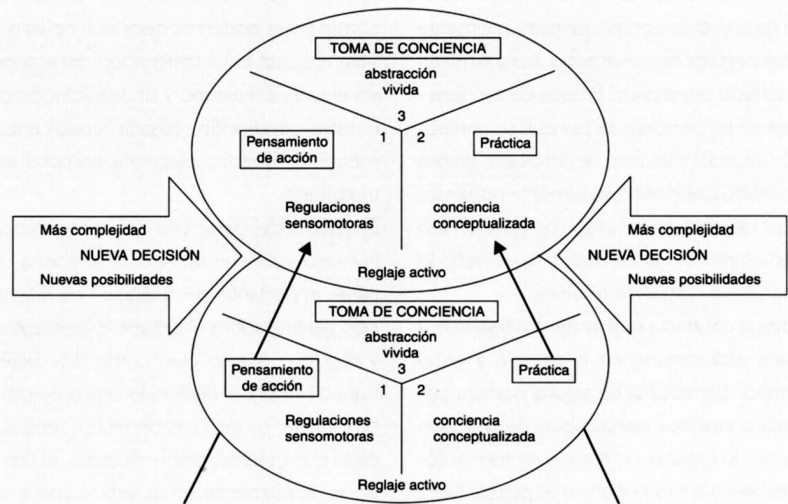 TOMA DE CONCIENCIA
abstracción
vivida
3
1 2
Pensamiento
de acción
Práctica
Regulaciones
sensomotoras
conciencia
conceptualizada
Más complejidad
NUEVA DECISIÓN
Nuevas posibilidades
Más complejidad
NUEVA DECISIÓN
Nuevas posibilidades
Reglaje activo
TOMA DE CONCIENCIA
abstracción
vivida
3
1 2
Pensamiento
de acción
Práctica
Regulaciones
sensomotoras
conciencia
conceptualizada
Reglaje activo